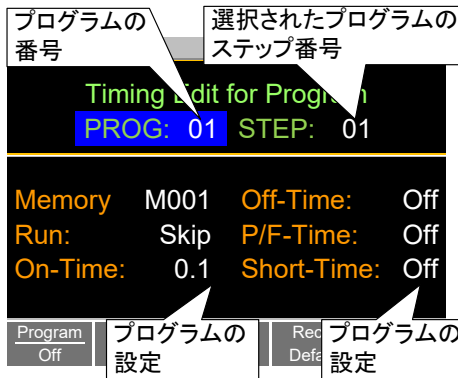 プログラムの
番号
選択されたプログラムの
ステップ番号
Timing Edit for Program
PROG: 01 STEP: 01
Memory M001 Off-Time: Off
Run: Skip P/F-Time: Off
On-Time: 0.1 Short-Time: Off
Program
Off
プログラムの
設定
プログラムの
設定